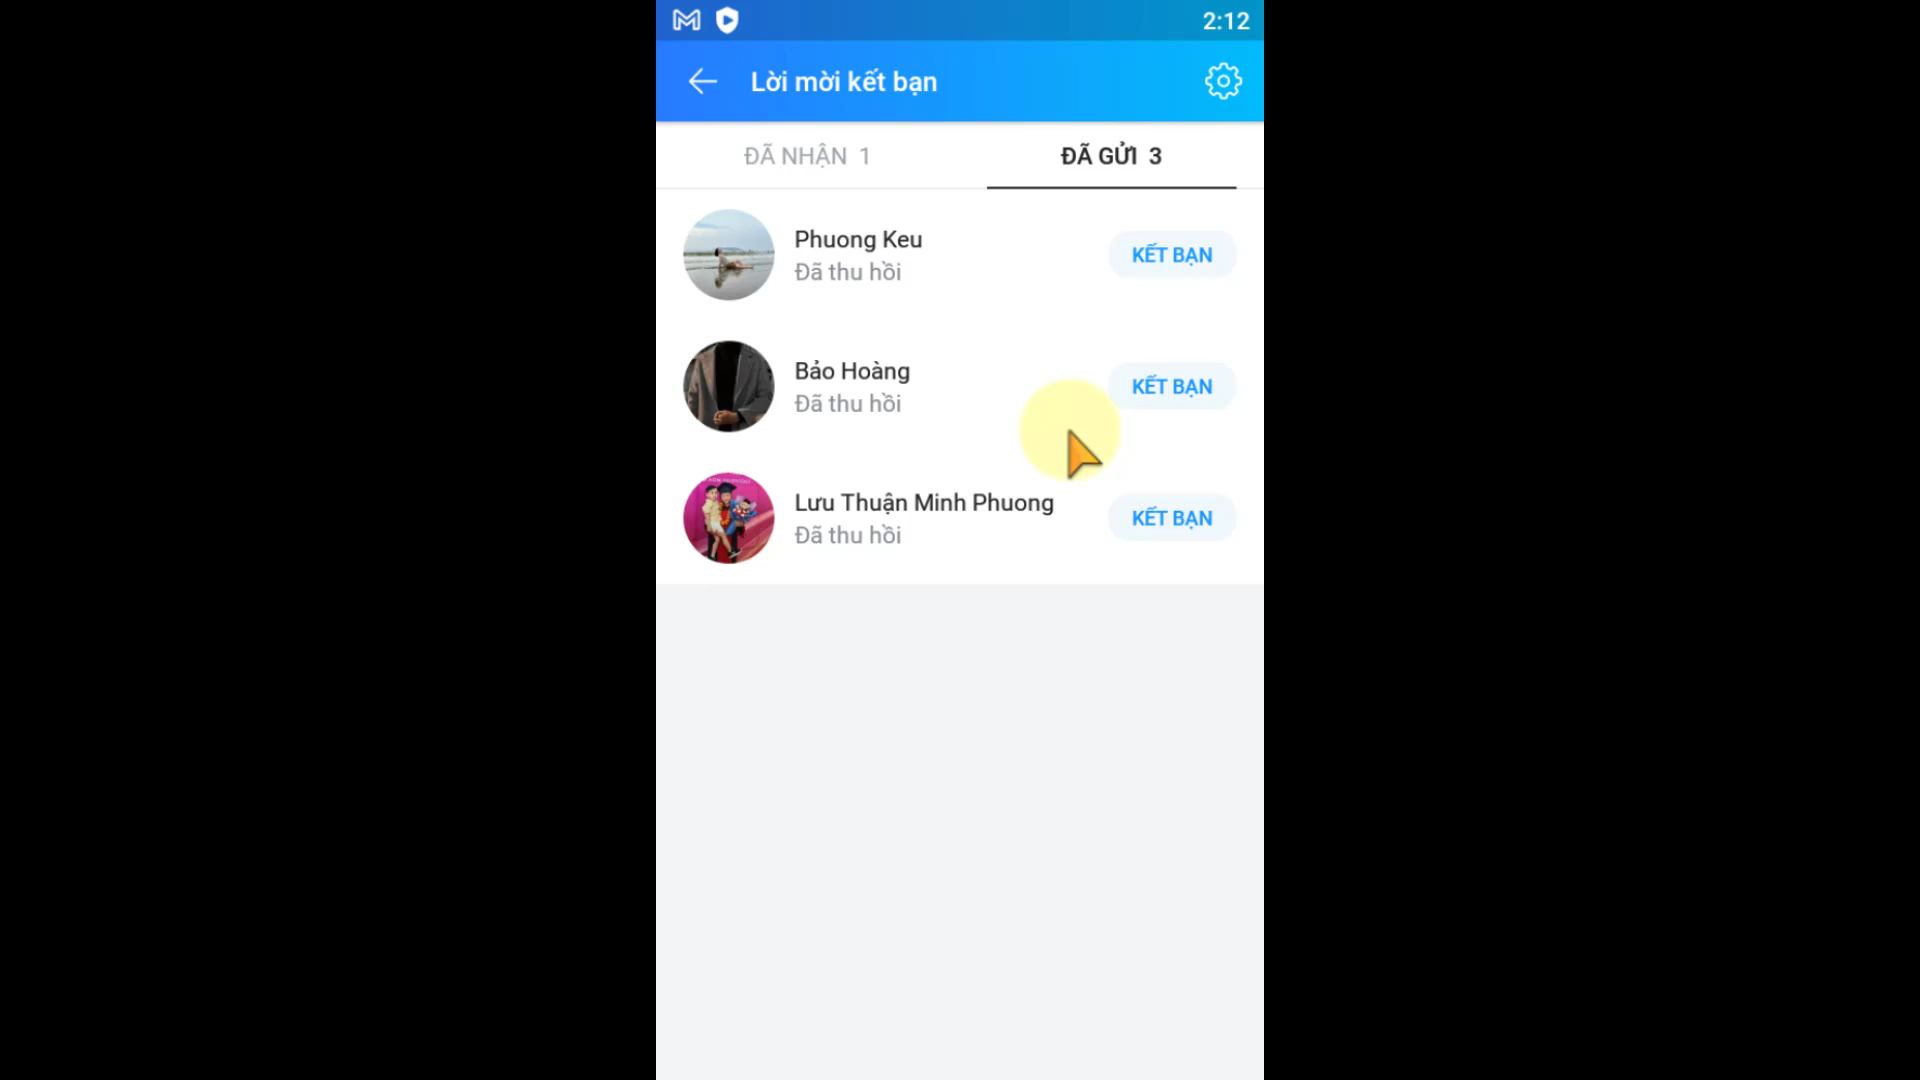 2:12
Lời mời kết bạn
ĐÃ NHẬN 1
ĐÃ GỬI 3
Phuong Keu
Đã thu hồi
KẾT BẠN
Bảo Hoàng
Đã thu hồi
KẾT BẠN
Lưu Thuận Minh Phuong
Đã thu hồi
KẾT BẠN